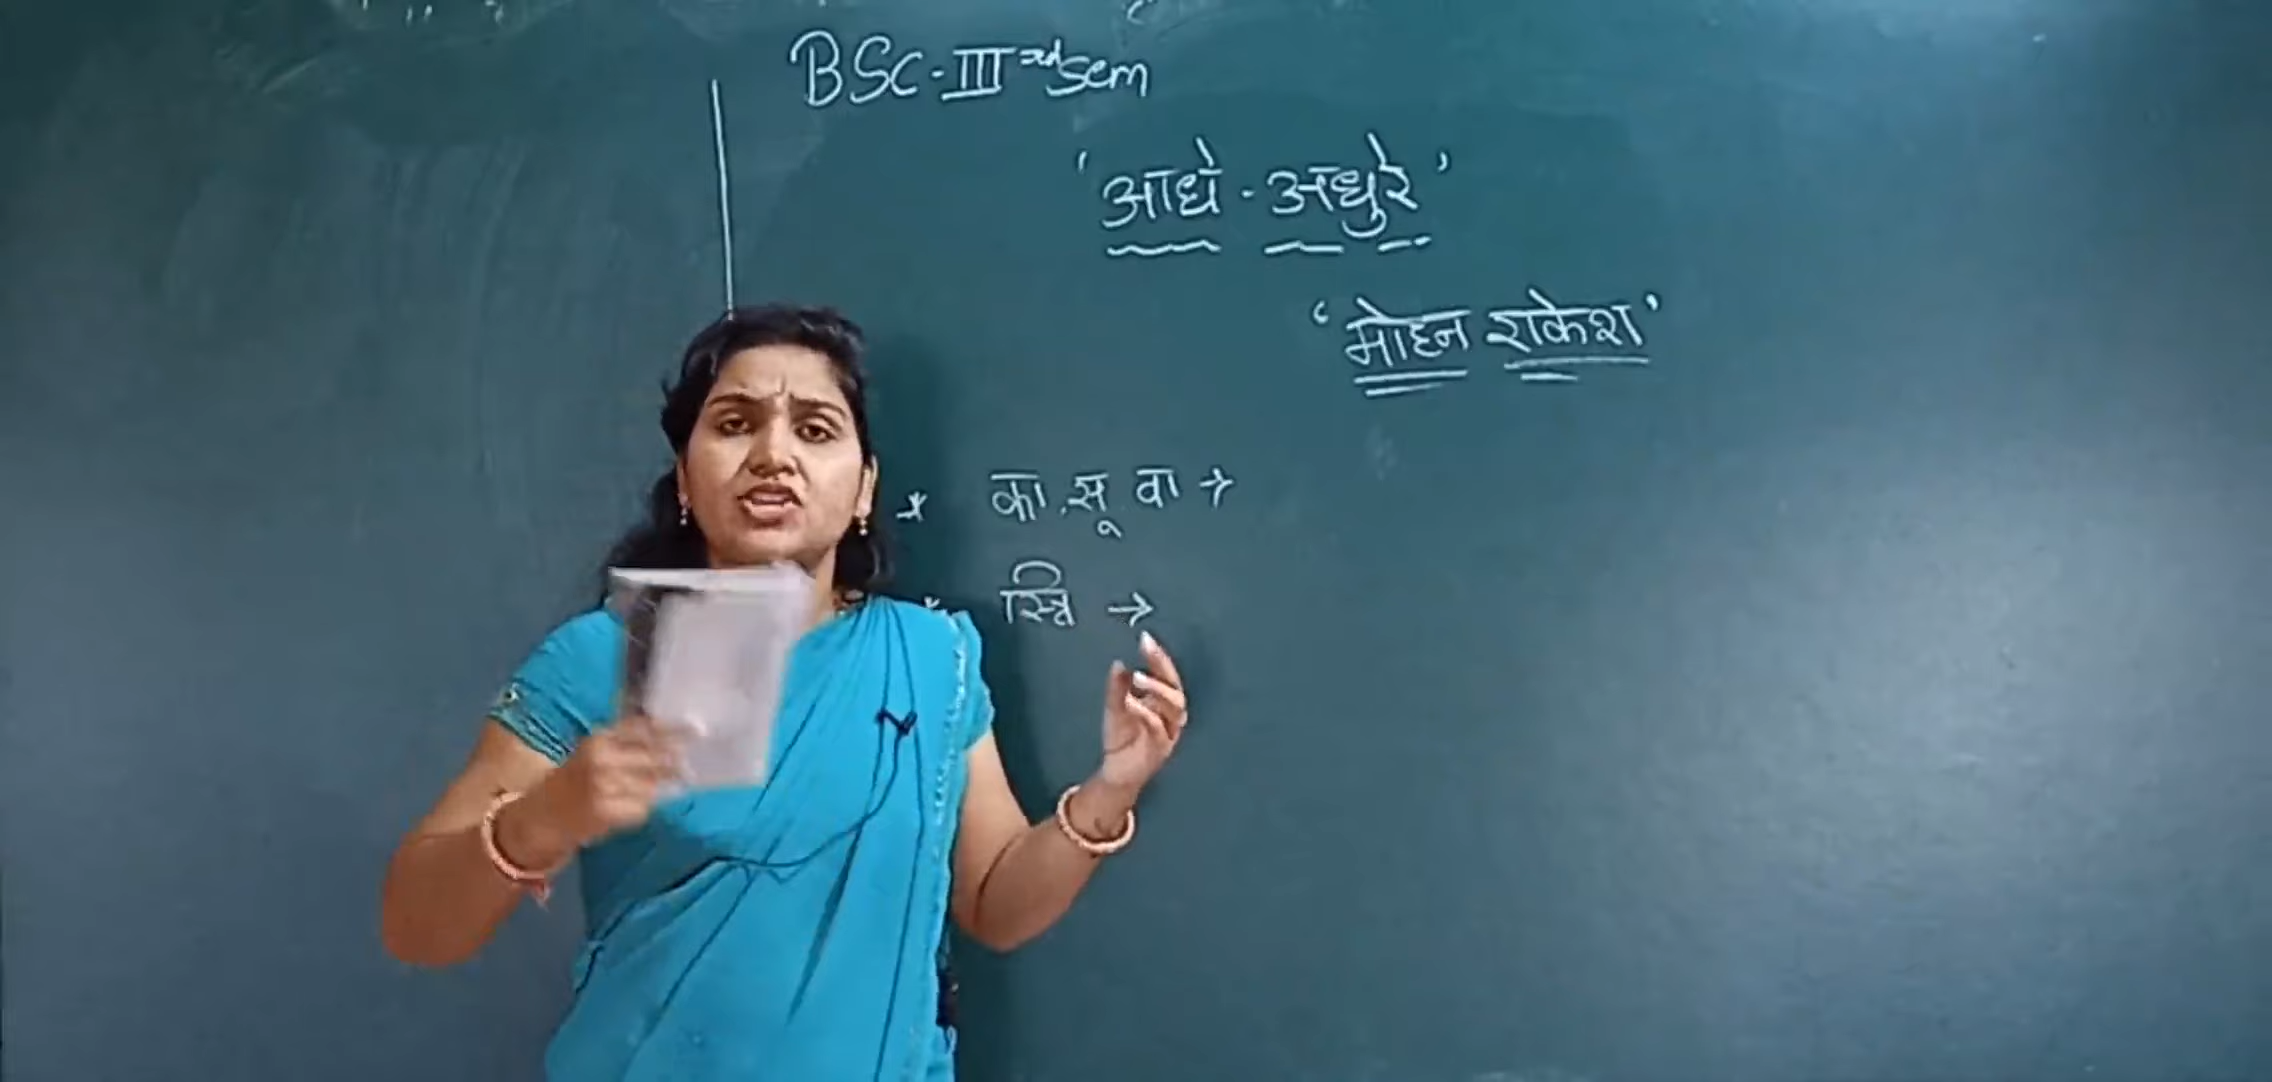 BSc-III rd Sem
'आधे-अधुरे'
'मोहन राकेश'
* का.सू.वा →
* स्त्रि →